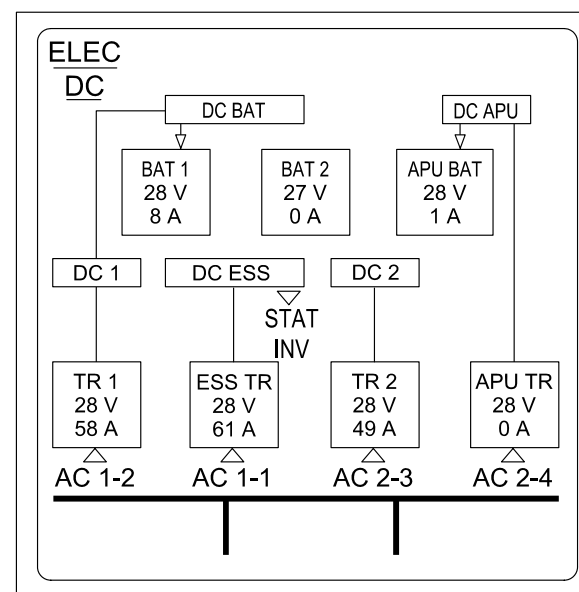 ELEC
DC
DC BAT
DC APU
BAT 1
28 V
8 A
BAT 2
27 V
0 A
APU BAT
28 V
1 A
DC 1
DC ESS
DC 2
STAT
INV
TR 1
28 V
58 A
ESS TR
28 V
61 A
TR 2
28 V
49 A
APU TR
28 V
0 A
AC 1-2
AC 1-1
AC 2-3
AC 2-4